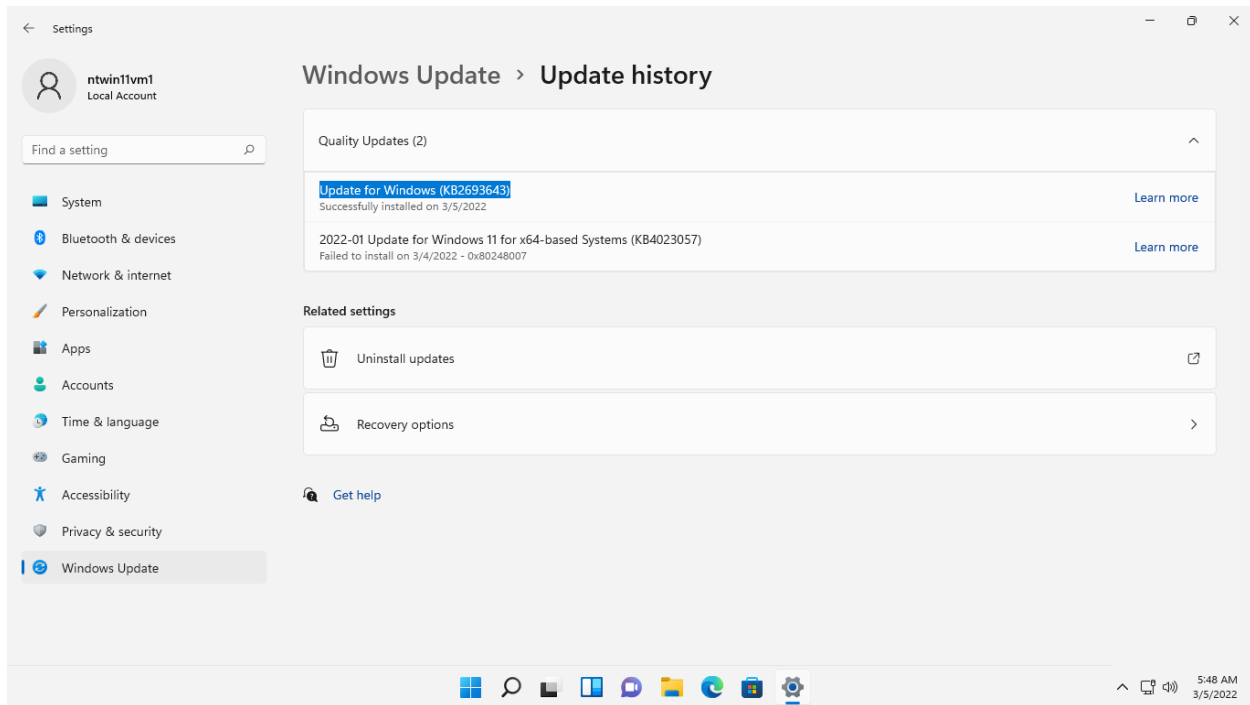 Settings
ntwin11vm1
Local Account
Find a setting
System
Bluetooth & devices
Network & internet
Personalization
Apps
Accounts
Time & language
Gaming
Accessibility
Privacy & security
Windows Update
Windows Update › Update history
Quality Updates (2)
Update for Windows (KB2693643)
Successfully installed on 3/5/2022
Learn more
2022-01 Update for Windows 11 for x64-based Systems (KB4023057)
Failed to install on 3/4/2022 - 0x80248007
Learn more
Related settings
Uninstall updates
Recovery options
Get help
5:48 AM
3/5/2022